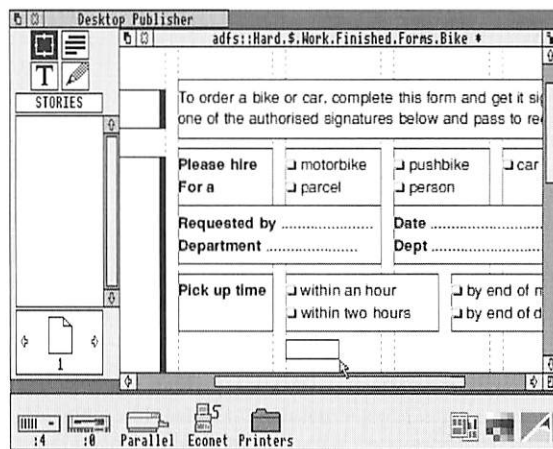 Desktop Publisher
adfs::Hard.$.Work.Finished.Forms.Bike *
T
STORIES
To order a bike or car, complete this form and get it si
one of the authorised signatures below and pass to re
Please hire ❏ motorbike ❏ pushbike ❏ car
For a ❏ parcel ❏ person
Requested by ........................ Date ........................
Department ........................ Dept ........................
Pick up time ❏ within an hour ❏ by end of m
❏ within two hours ❏ by end of d
1
:4 :0 Parallel Econet Printers